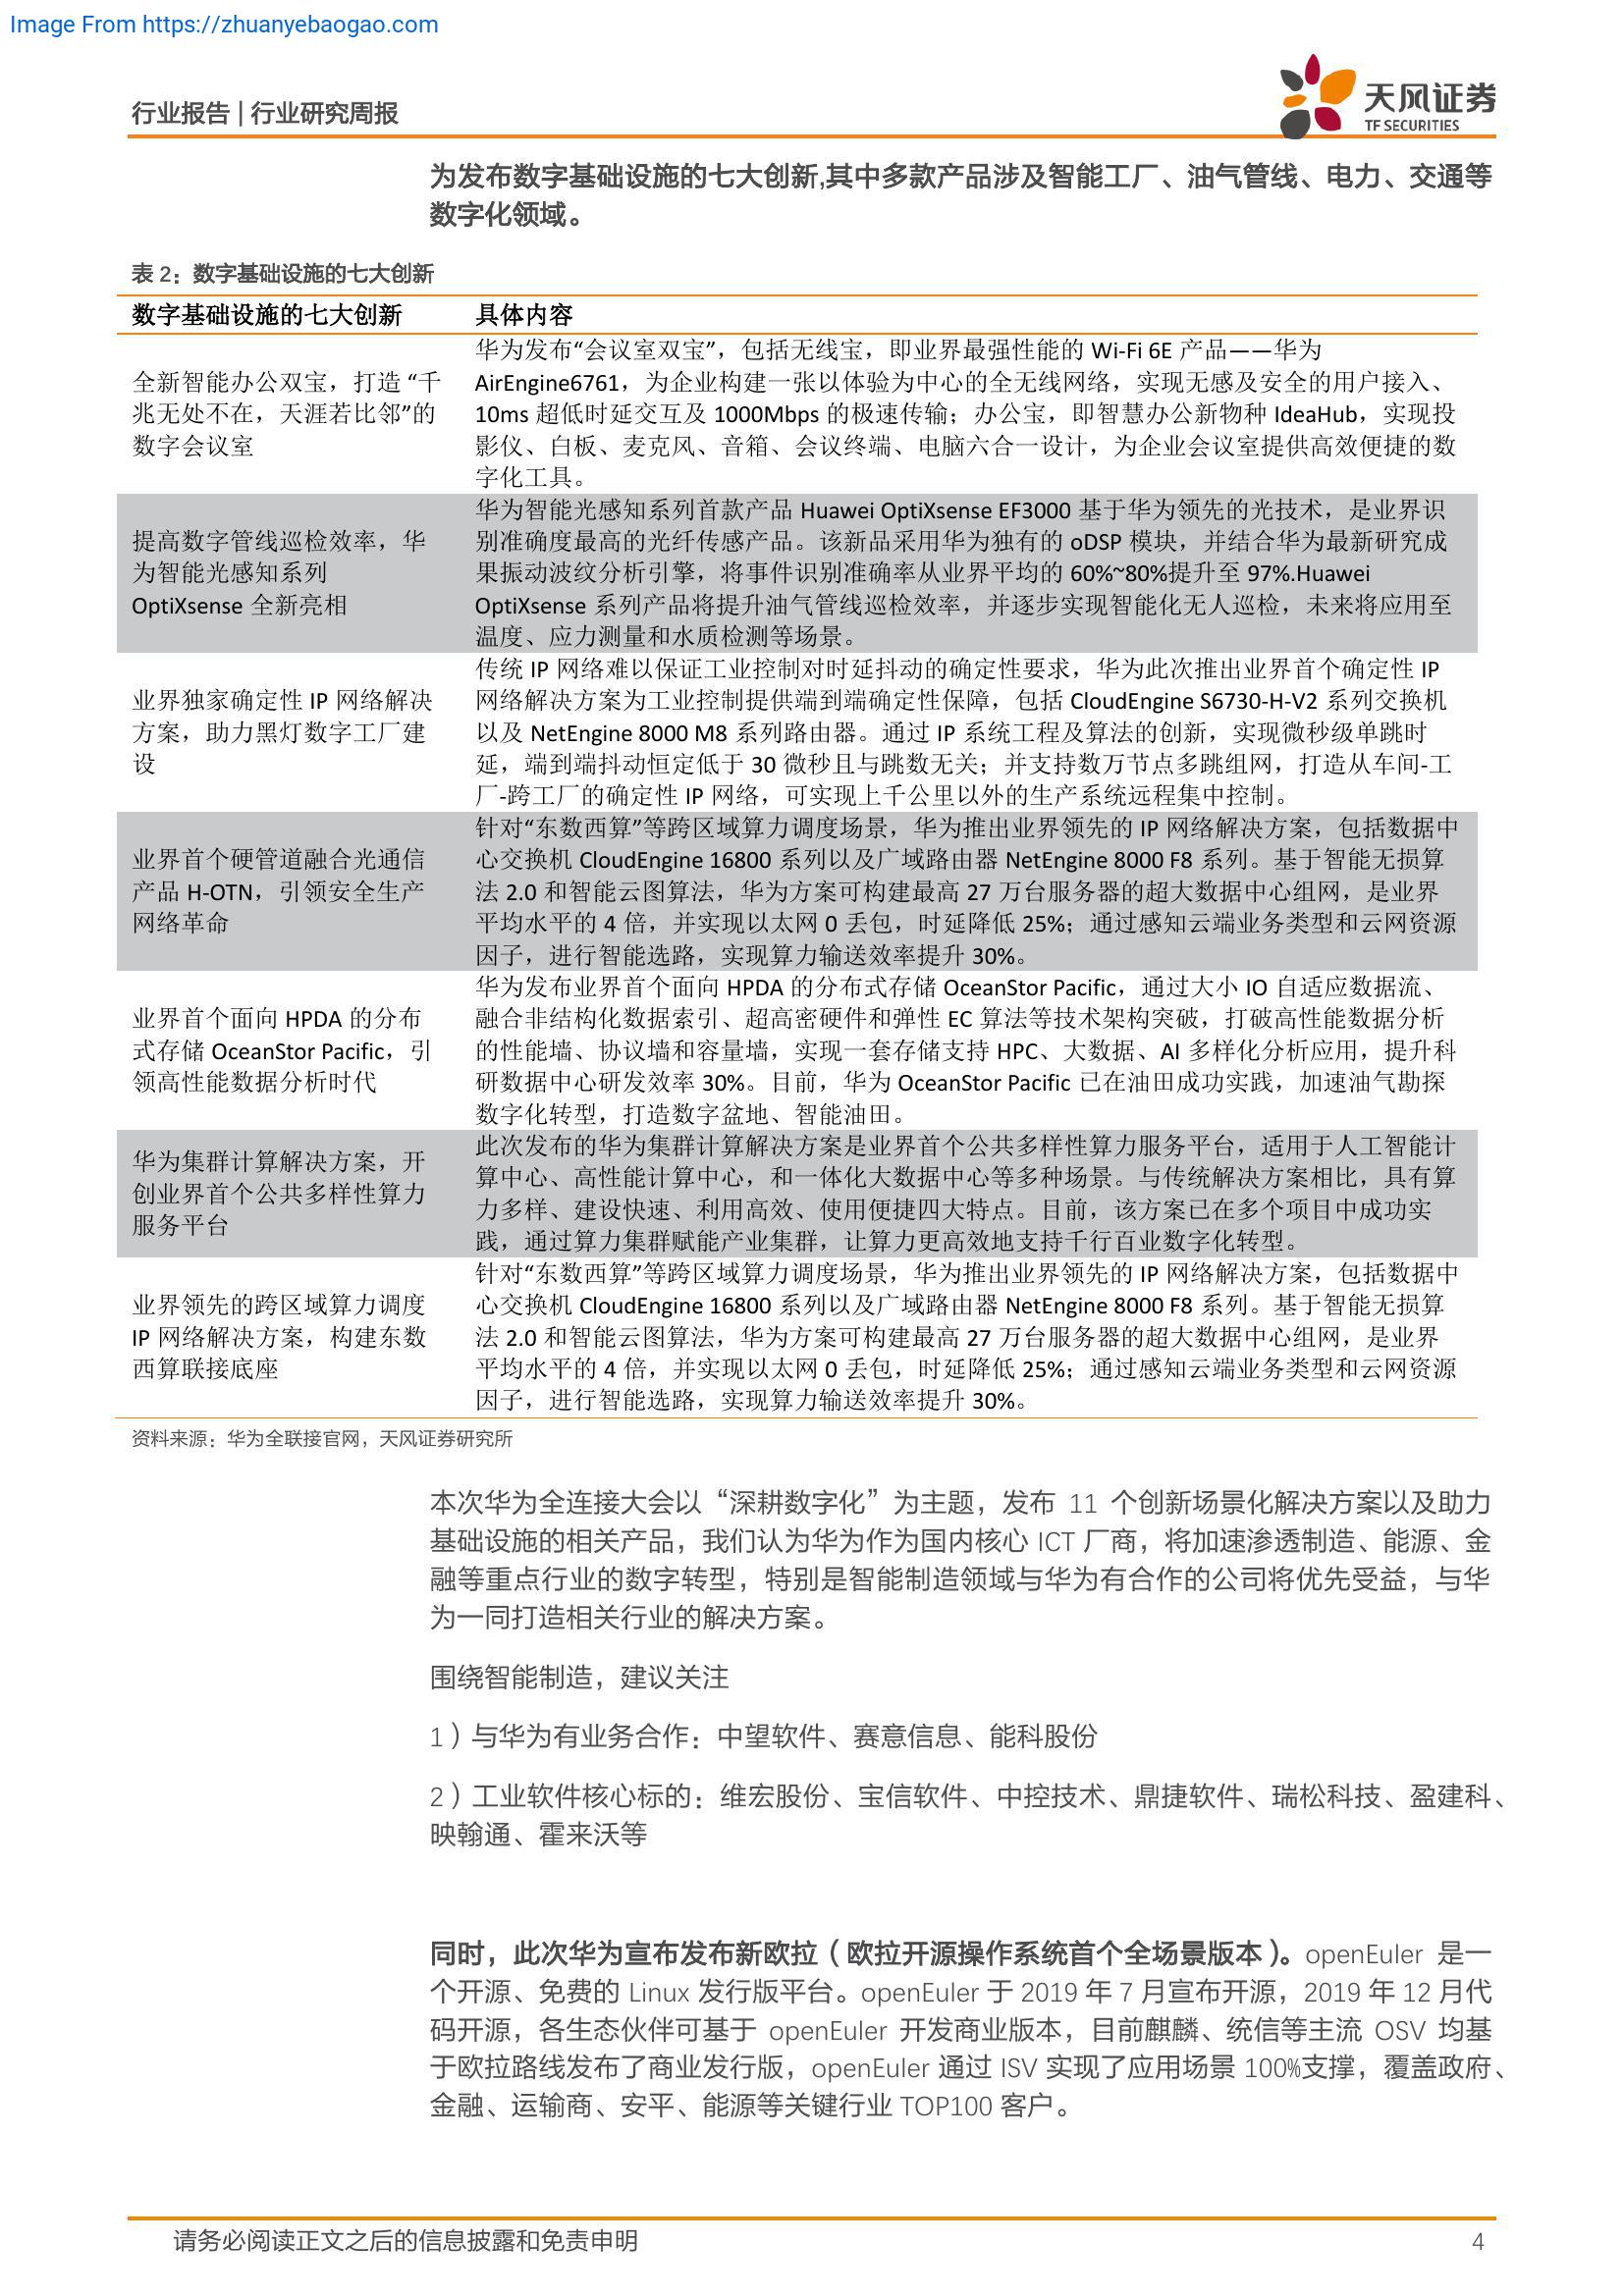 Image From https://zhuanyebaogao.com
行业报告 | 行业研究周报
天风证券
TF SECURITIES
为发布数字基础设施的七大创新,其中多款产品涉及智能工厂、油气管线、电力、交通等
数字化领域。
表 2：数字基础设施的七大创新
数字基础设施的七大创新 具体内容
全新智能办公双宝，打造 “千
兆无处不在，天涯若比邻”的
数字会议室
华为发布“会议室双宝”，包括无线宝，即业界最强性能的 Wi-Fi 6E 产品——华为
AirEngine6761，为企业构建一张以体验为中心的全无线网络，实现无感及安全的用户接入、
10ms 超低时延交互及 1000Mbps 的极速传输；办公宝，即智慧办公新物种 IdeaHub，实现投
影仪、白板、麦克风、音箱、会议终端、电脑六合一设计，为企业会议室提供高效便捷的数
字化工具。
提高数字管线巡检效率，华
为智能光感知系列
OptiXsense 全新亮相
华为智能光感知系列首款产品 Huawei OptiXsense EF3000 基于华为领先的光技术，是业界识
别准确度最高的光纤传感产品。该新品采用华为独有的 oDSP 模块，并结合华为最新研究成
果振动波纹分析引擎，将事件识别准确率从业界平均的 60%~80%提升至 97%.Huawei
OptiXsense 系列产品将提升油气管线巡检效率，并逐步实现智能化无人巡检，未来将应用至
温度、应力测量和水质检测等场景。
业界独家确定性 IP 网络解决
方案，助力黑灯数字工厂建
设
传统 IP 网络难以保证工业控制对时延抖动的确定性要求，华为此次推出业界首个确定性 IP
网络解决方案为工业控制提供端到端确定性保障，包括 CloudEngine S6730-H-V2 系列交换机
以及 NetEngine 8000 M8 系列路由器。通过 IP 系统工程及算法的创新，实现微秒级单跳时
延，端到端抖动恒定低于 30 微秒且与跳数无关；并支持数万节点多跳组网，打造从车间-工
厂-跨工厂的确定性 IP 网络，可实现上千公里以外的生产系统远程集中控制。
业界首个硬管道融合光通信
产品 H-OTN，引领安全生产
网络革命
针对“东数西算”等跨区域算力调度场景，华为推出业界领先的 IP 网络解决方案，包括数据中
心交换机 CloudEngine 16800 系列以及广域路由器 NetEngine 8000 F8 系列。基于智能无损算
法 2.0 和智能云图算法，华为方案可构建最高 27 万台服务器的超大数据中心组网，是业界
平均水平的 4 倍，并实现以太网 0 丢包，时延降低 25%；通过感知云端业务类型和云网资源
因子，进行智能选路，实现算力输送效率提升 30%。
业界首个面向 HPDA 的分布
式存储 OceanStor Pacific，引
领高性能数据分析时代
华为发布业界首个面向 HPDA 的分布式存储 OceanStor Pacific，通过大小 IO 自适应数据流、
融合非结构化数据索引、超高密硬件和弹性 EC 算法等技术架构突破，打破高性能数据分析
的性能墙、协议墙和容量墙，实现一套存储支持 HPC、大数据、AI 多样化分析应用，提升科
研数据中心研发效率 30%。目前，华为 OceanStor Pacific 已在油田成功实践，加速油气勘探
数字化转型，打造数字盆地、智能油田。
华为集群计算解决方案，开
创业界首个公共多样性算力
服务平台
此次发布的华为集群计算解决方案是业界首个公共多样性算力服务平台，适用于人工智能计
算中心、高性能计算中心，和一体化大数据中心等多种场景。与传统解决方案相比，具有算
力多样、建设快速、利用高效、使用便捷四大特点。目前，该方案已在多个项目中成功实
践，通过算力集群赋能产业集群，让算力更高效地支持千行百业数字化转型。
业界领先的跨区域算力调度
IP 网络解决方案，构建东数
西算联接底座
针对“东数西算”等跨区域算力调度场景，华为推出业界领先的 IP 网络解决方案，包括数据中
心交换机 CloudEngine 16800 系列以及广域路由器 NetEngine 8000 F8 系列。基于智能无损算
法 2.0 和智能云图算法，华为方案可构建最高 27 万台服务器的超大数据中心组网，是业界
平均水平的 4 倍，并实现以太网 0 丢包，时延降低 25%；通过感知云端业务类型和云网资源
因子，进行智能选路，实现算力输送效率提升 30%。
资料来源：华为全联接官网，天风证券研究所
本次华为全连接大会以“深耕数字化”为主题，发布 11 个创新场景化解决方案以及助力
基础设施的相关产品，我们认为华为作为国内核心 ICT 厂商，将加速渗透制造、能源、金
融等重点行业的数字转型，特别是智能制造领域与华为有合作的公司将优先受益，与华
为一同打造相关行业的解决方案。
围绕智能制造，建议关注
1）与华为有业务合作：中望软件、赛意信息、能科股份
2）工业软件核心标的：维宏股份、宝信软件、中控技术、鼎捷软件、瑞松科技、盈建科、
映翰通、霍来沃等
同时，此次华为宣布发布新欧拉（欧拉开源操作系统首个全场景版本）。openEuler 是一
个开源、免费的 Linux 发行版平台。openEuler 于 2019 年 7 月宣布开源，2019 年 12 月代
码开源，各生态伙伴可基于 openEuler 开发商业版本，目前麒麟、统信等主流 OSV 均基
于欧拉路线发布了商业发行版，openEuler 通过 ISV 实现了应用场景 100%支撑，覆盖政府、
金融、运输商、安平、能源等关键行业 TOP100 客户。
请务必阅读正文之后的信息披露和免责申明 4